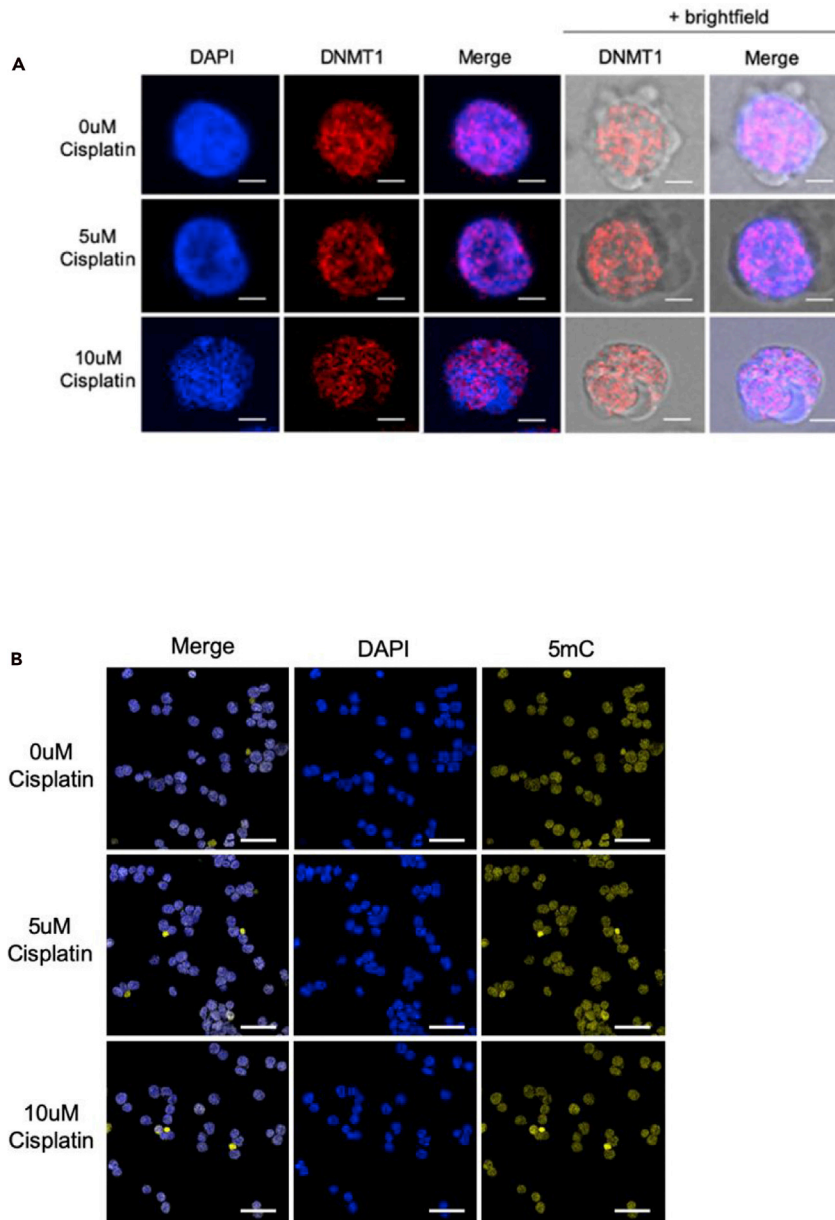 + brightfield
A
DAPI DNMT1 Merge DNMT1 Merge
0uM
Cisplatin
5uM
Cisplatin
10uM
Cisplatin
B
Merge DAPI 5mC
0uM
Cisplatin
5uM
Cisplatin
10uM
Cisplatin